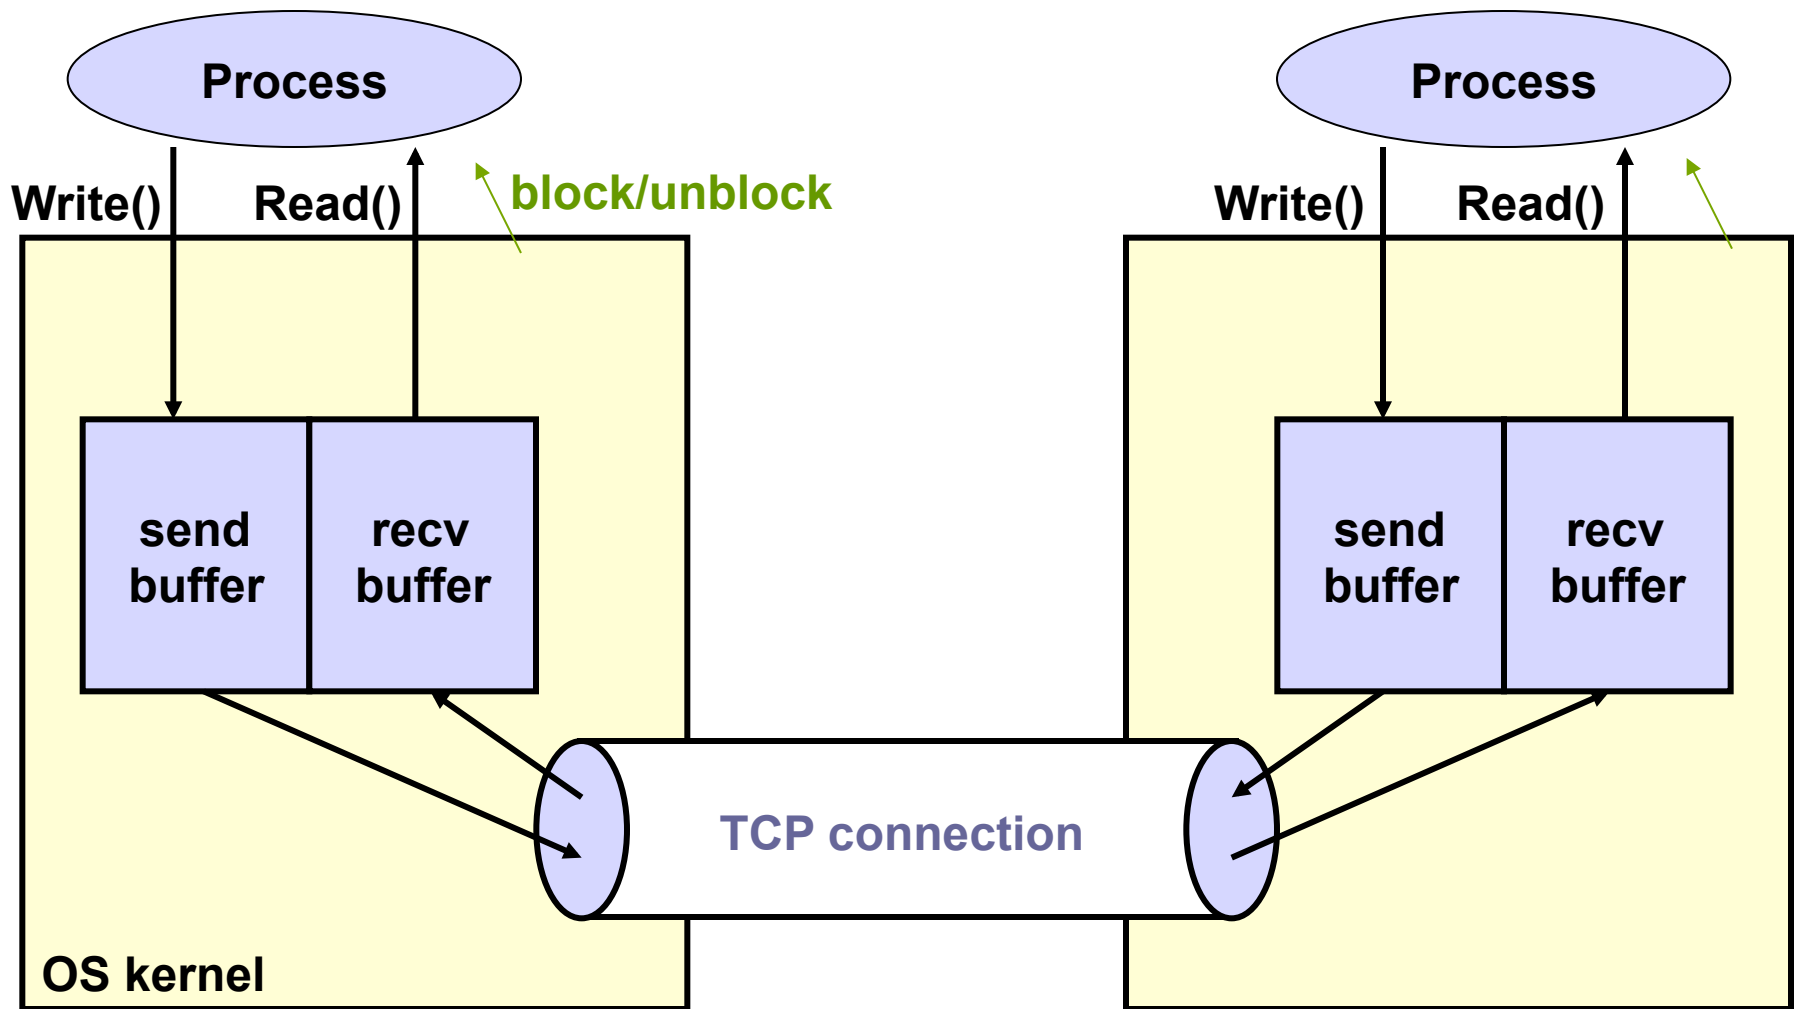 Process
Process
Write()
Read()
block/unblock
Write()
Read()
send
buffer
recv
buffer
send
buffer
recv
buffer
TCP connection
OS kernel